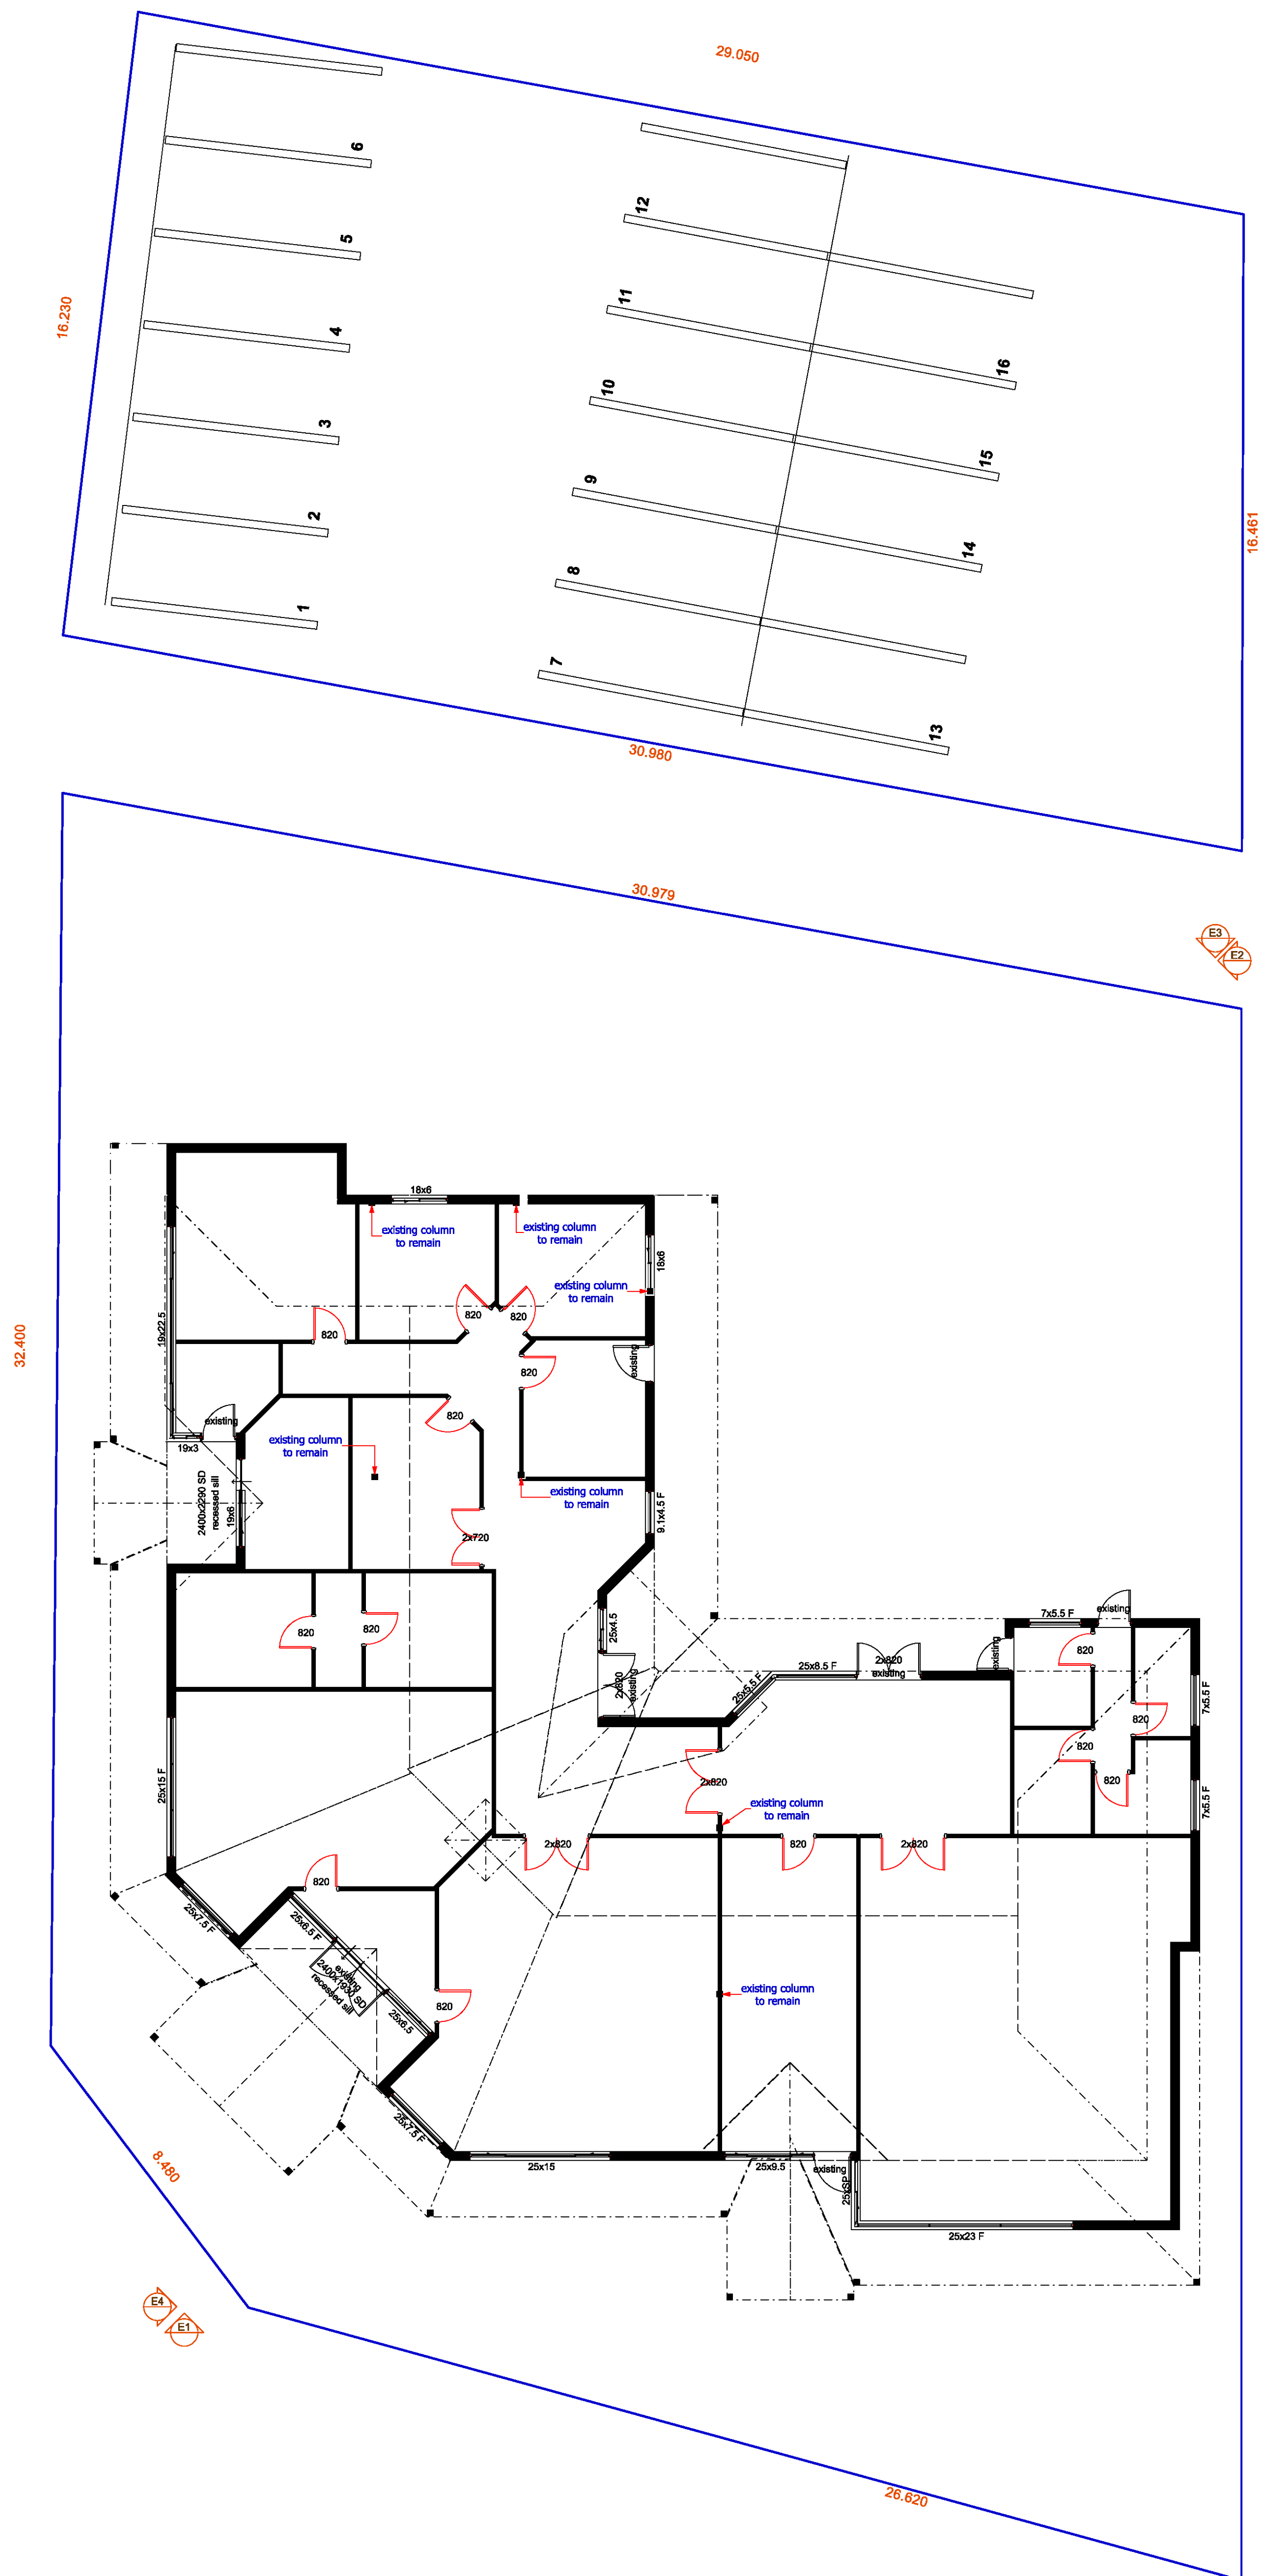 29.050
6
12
5
11
16.230
4
16
10
3
15
9
2
16.461
14
8
1
7
13
30.980
30.979
E3
E2
18x6
existing column
to remain
existing column
to remain
18x6
existing column
to remain
820
820
19x22.5
820
32.400
existing
820
820
existing
19x3
existing column
to remain
2400x2290 SD
recessed sill
19x6
existing column
to remain
9.1x4.5 F
2x720
820
820
25x4.5
7x5.5 F
existing
820
existing
2x820
existing
25x8.5 F
2x820
existing
25x5.5 F
7x5.5 F
820
820
25x15 F
2x820
820
7x5.5 F
existing column
to remain
2x820
820
2x820
820
25x7.5 F
25x6.5 F
existing
2400x1930 SD
recessed sill
25x6.5
820
existing column
to remain
25x7.5 F
25x15
25x9.5
existing
25xSP
25x23 F
8.480
E4
E1
26.620